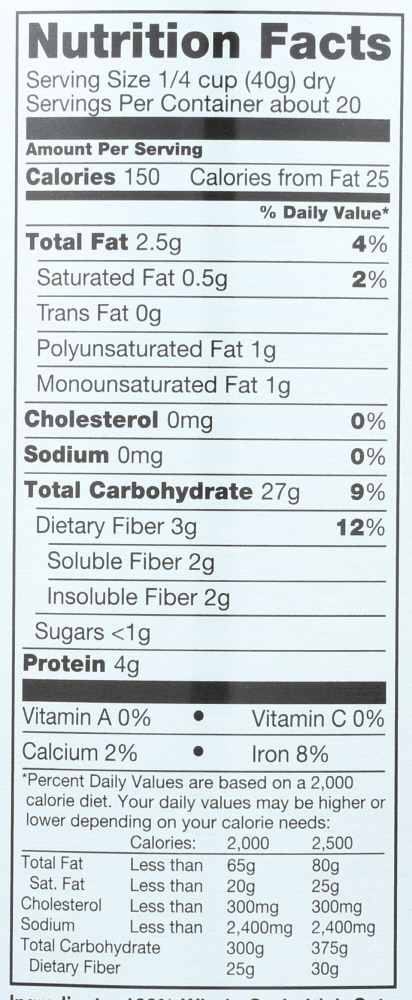 Nutrition Facts
Serving Size 1/4 cup (40g) dry
Servings Per Container about 20
Amount Per Serving
Calories 150 Calories from Fat 25
% Daily Value*
Total Fat 2.5g 4%
Saturated Fat 0.5g 2%
Trans Fat 0g
Polyunsaturated Fat 1g
Monounsaturated Fat 1g
Cholesterol 0mg 0%
Sodium 0mg 0%
Total Carbohydrate 27g 9%
Dietary Fiber 3g 12%
Soluble Fiber 2g
Insoluble Fiber 2g
Sugars <1g
Protein 4g
Vitamin A 0% • Vitamin C 0%
Calcium 2% • Iron 8%
*Percent Daily Values are based on a 2,000
calorie diet. Your daily values may be higher or
lower depending on your calorie needs:
Calories: 2,000 2,500
Total Fat Less than 65g 80g
Sat. Fat Less than 20g 25g
Cholesterol Less than 300mg 300mg
Sodium Less than 2,400mg 2,400mg
Total Carbohydrate 300g 375g
Dietary Fiber 25g 30g